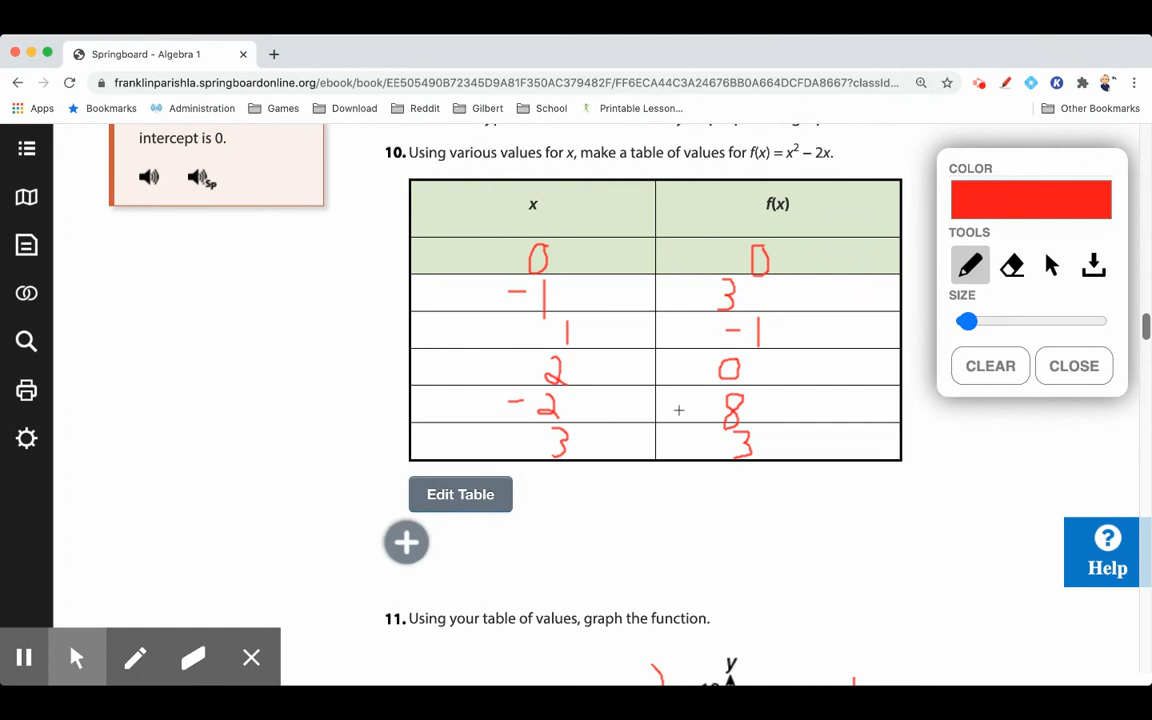 Springboard - Algebra 1
franklinparishla.springboardonline.org/ebook/book/EE505490B72345D9A81F350AC379482F/FF6ECA44C3A24676BB0A664DCFDA8667?classId...
Apps Bookmarks Administration Games Download Reddit Gilbert School Printable Lesson... Other Bookmarks
intercept is 0.
Sp
10. Using various values for x, make a table of values for f(x) = x² − 2x.
x f(x)
0 0
-1 3
1 -1
2 0
-2 8
3 3
Edit Table
11. Using your table of values, graph the function.
y
COLOR
TOOLS
SIZE
CLEAR CLOSE
?
Help